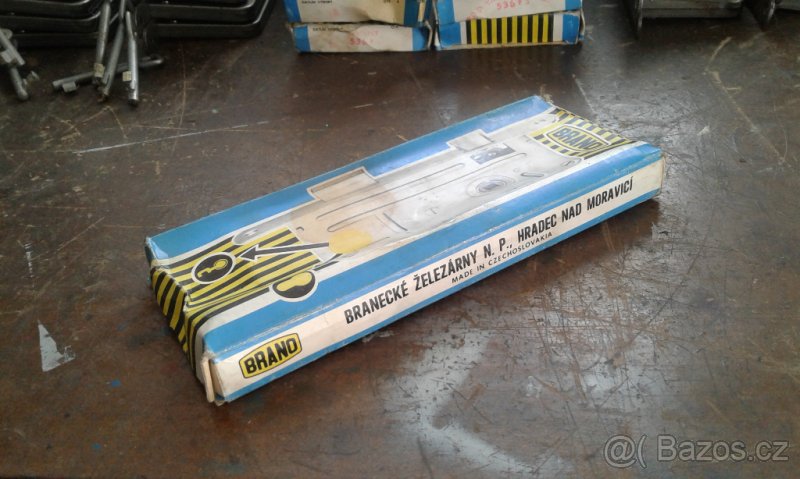 BRANO
BRANECKÉ ŽELEZÁRNY N. P., HRADEC NAD MORAVICÍ
MADE IN CZECHOSLOVAKIA
BRANO
@ Bazos.cz